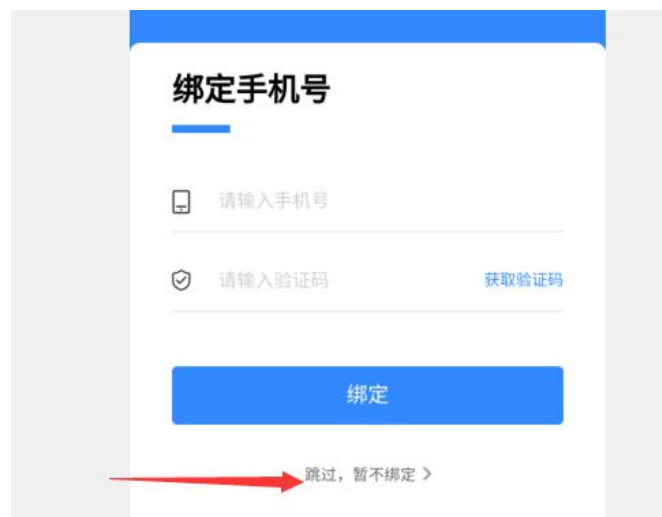 绑定手机号
请输入手机号
请输入验证码 获取验证码
绑定
跳过，暂不绑定